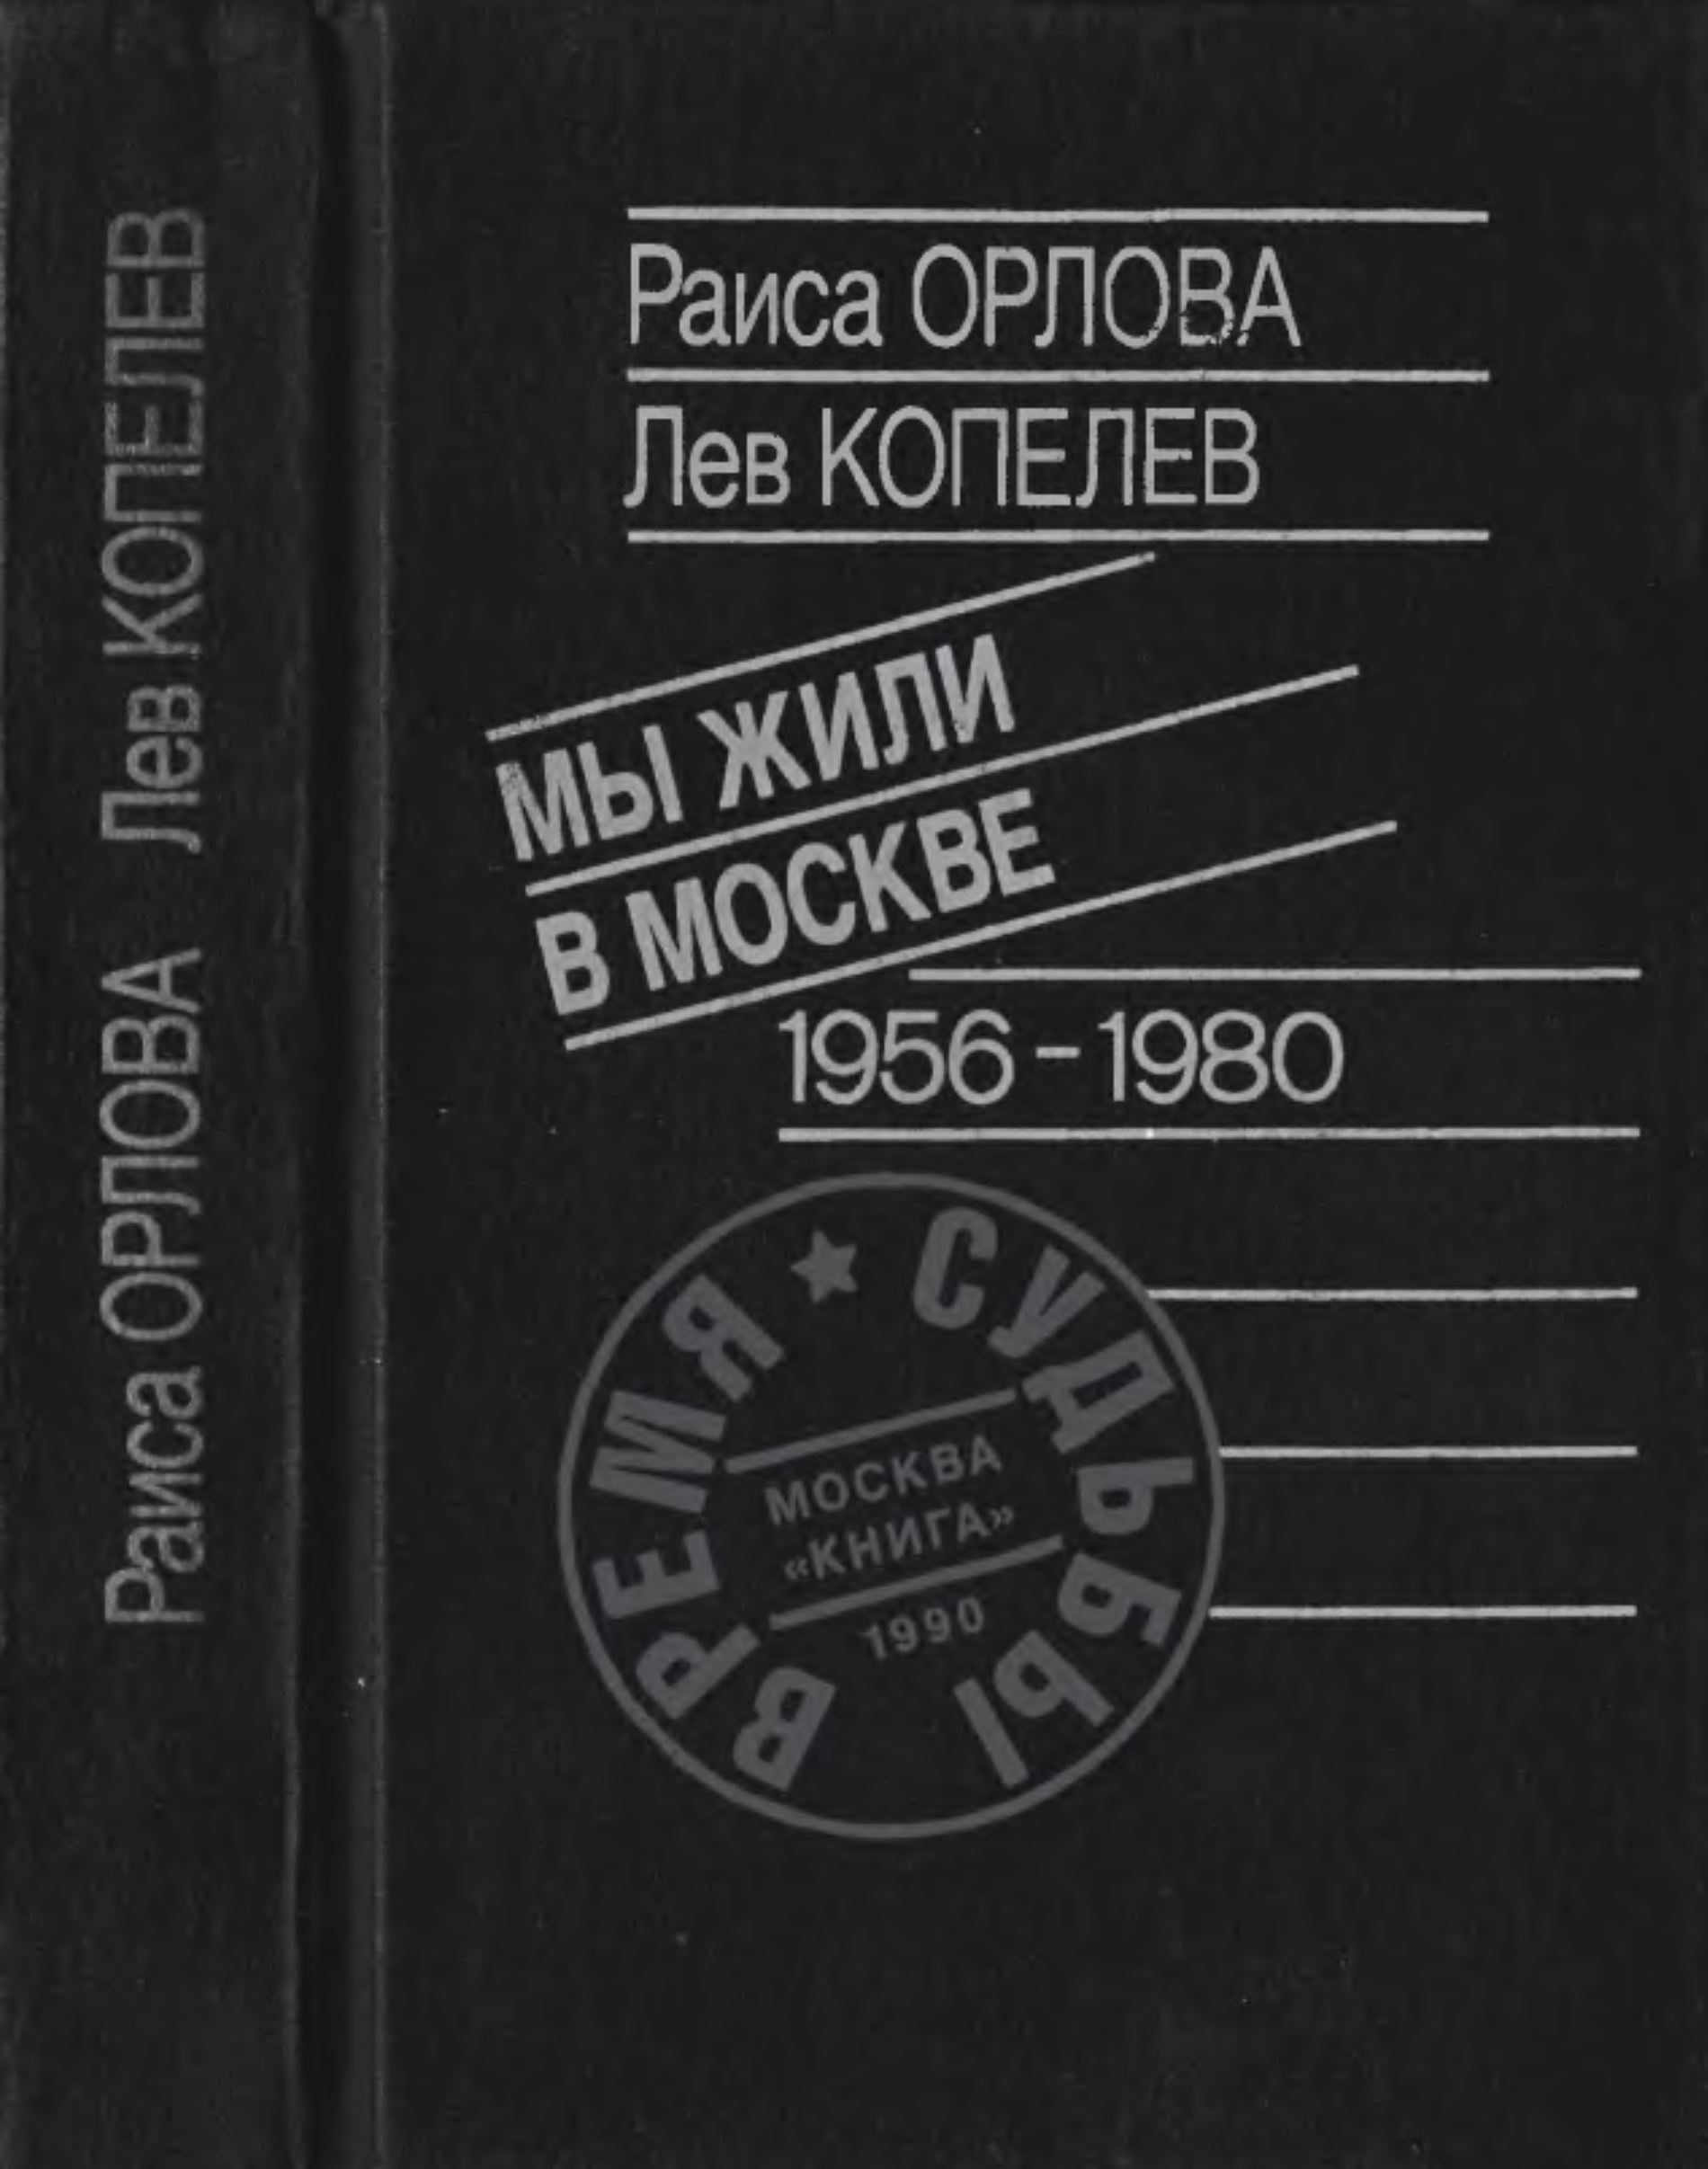 Раиса ОРЛОВА Лев КОПЕЛЕВ
Раиса ОРЛОВА
Лев КОПЕЛЕВ
МЫ ЖИЛИ
В МОСКВЕ
1956-1980
ВРЕМЯ ★ СУДЬБЫ
МОСКВА
«КНИГА»
1990